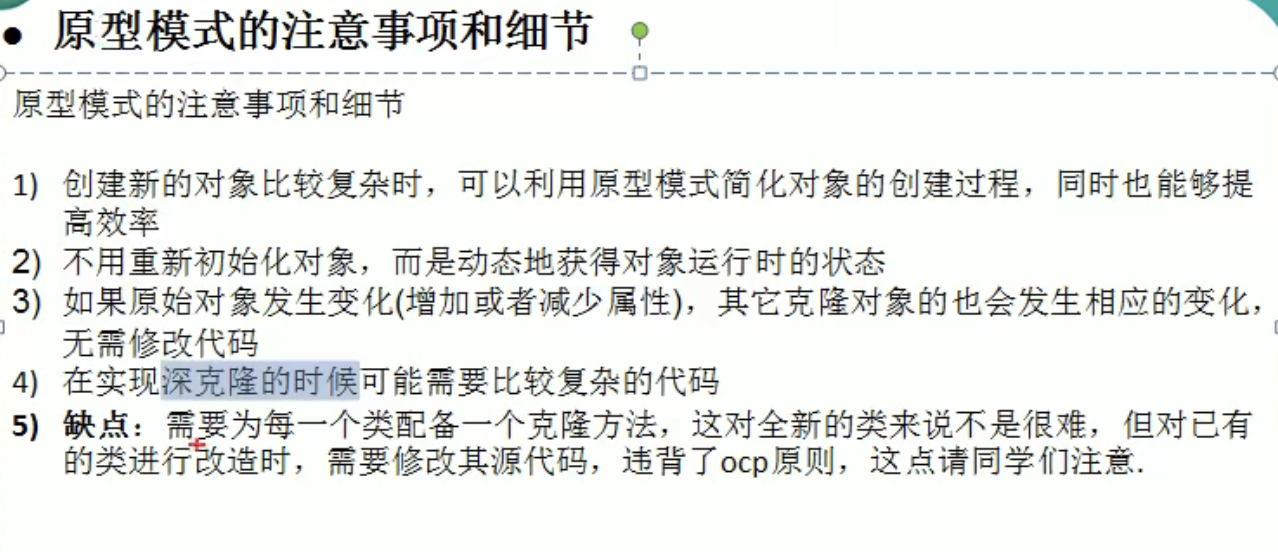 ● 原型模式的注意事项和细节
原型模式的注意事项和细节
1) 创建新的对象比较复杂时，可以利用原型模式简化对象的创建过程，同时也能够提
高效率
2) 不用重新初始化对象，而是动态地获得对象运行时的状态
3) 如果原始对象发生变化(增加或者减少属性)，其它克隆对象的也会发生相应的变化，
无需修改代码
4) 在实现深克隆的时候可能需要比较复杂的代码
5) 缺点：需要为每一个类配备一个克隆方法，这对全新的类来说不是很难，但对已有
的类进行改造时，需要修改其源代码，违背了ocp原则，这点请同学们注意.